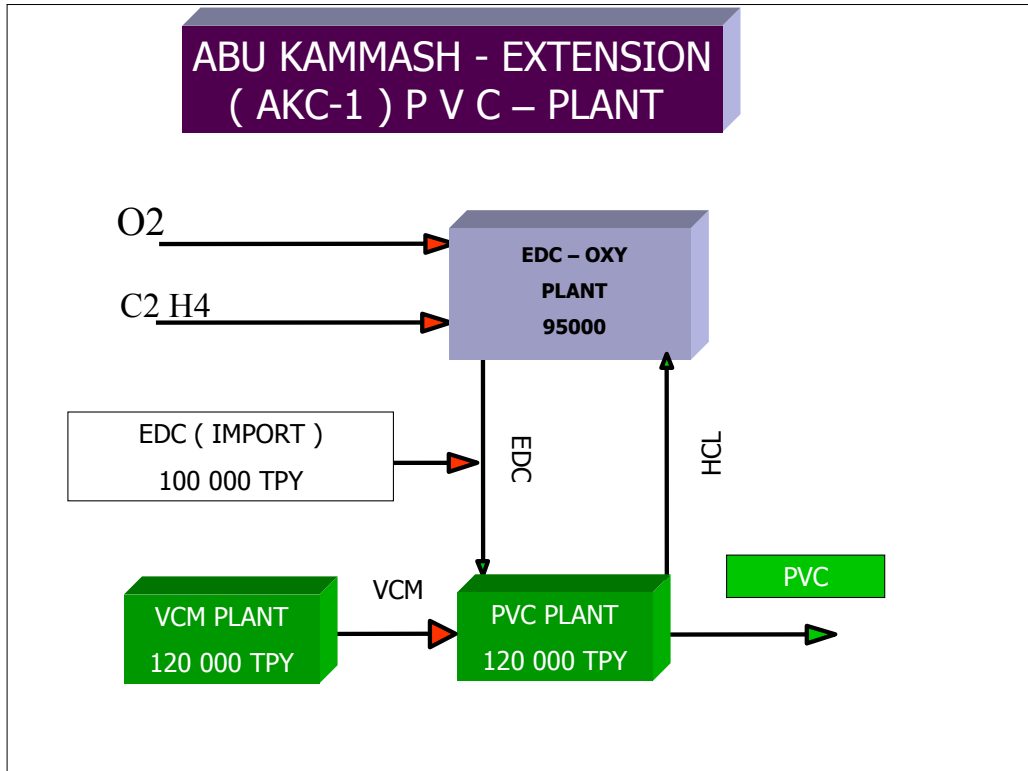 ABU KAMMASH - EXTENSION
( AKC-1 ) P V C – PLANT
O2
C2 H4
EDC – OXY
PLANT
95000
EDC ( IMPORT )
100 000 TPY
EDC
HCL
PVC
VCM PLANT
120 000 TPY
VCM
PVC PLANT
120 000 TPY